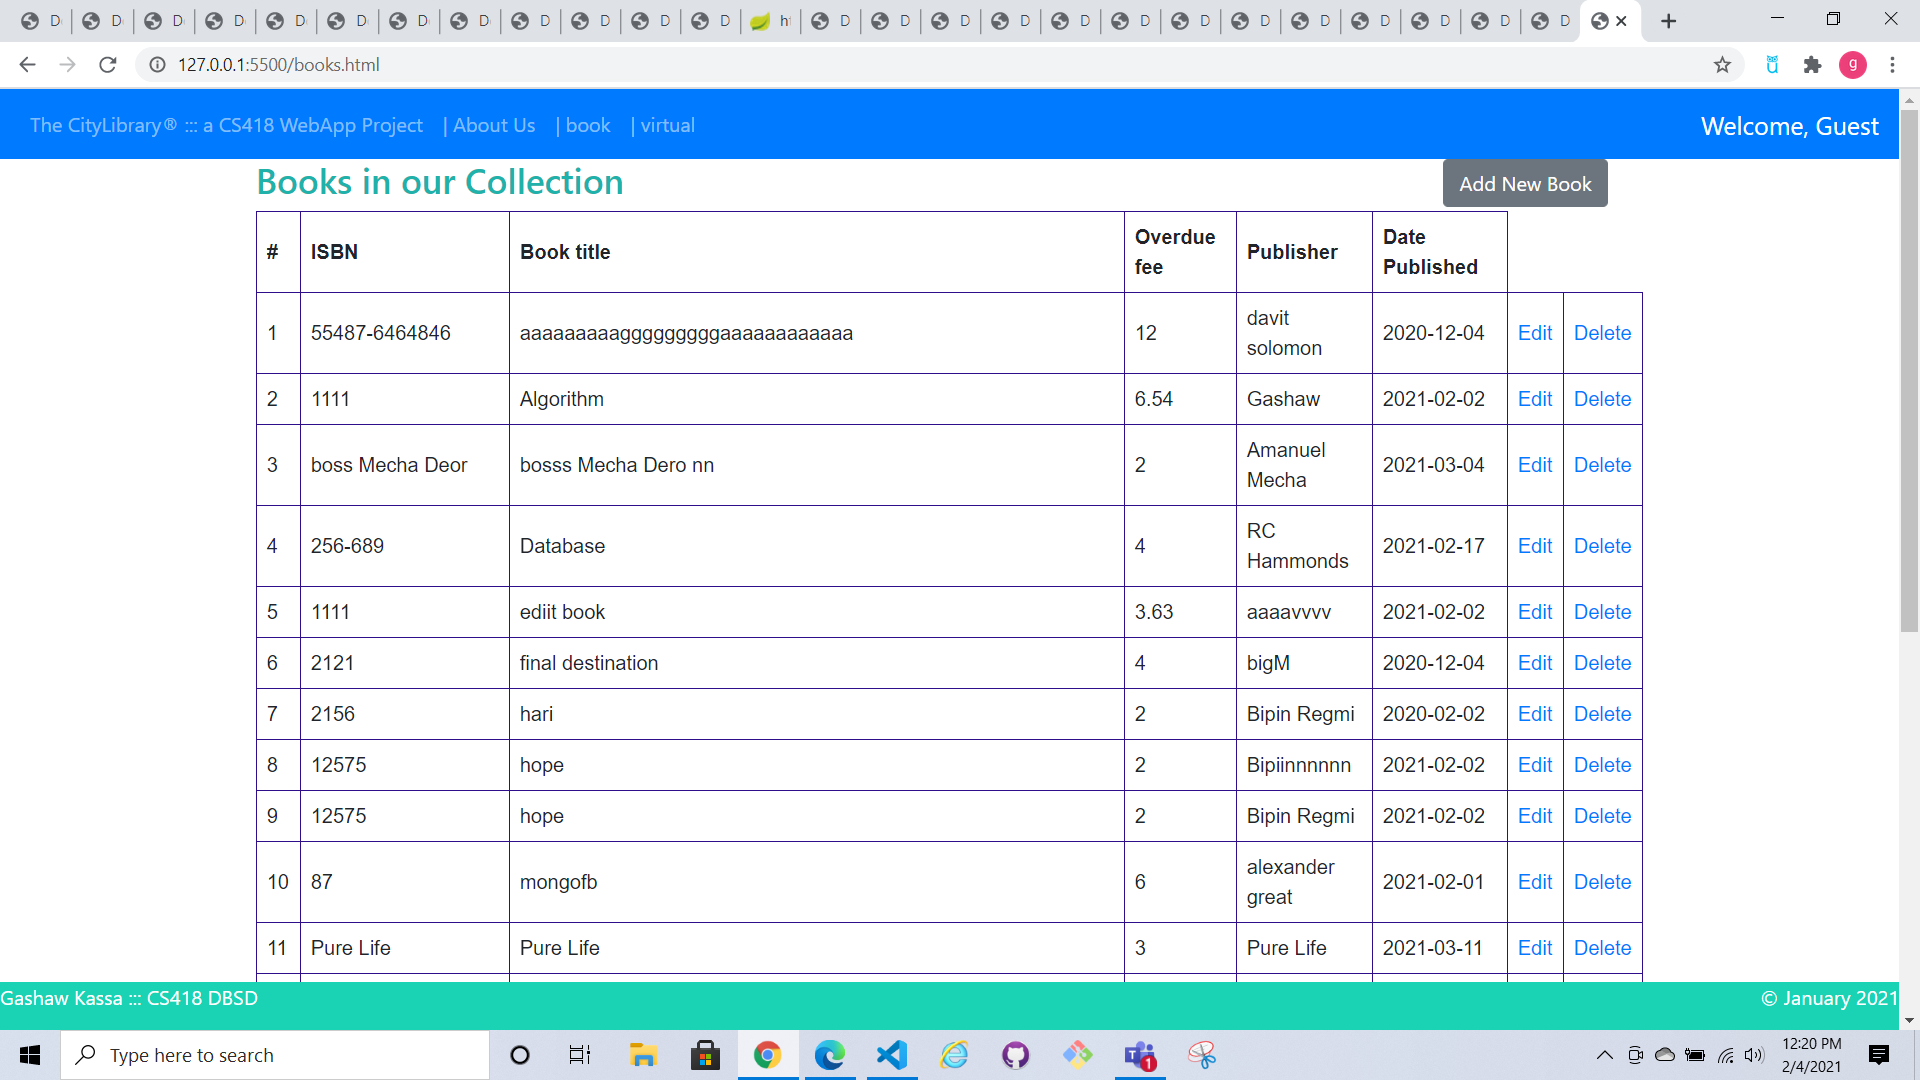 127.0.0.1:5500/books.html
g
The CityLibrary® ::: a CS418 WebApp Project | About Us | book | virtual
Welcome, Guest
Books in our Collection
Add New Book
# ISBN Book title Overdue fee Publisher Date Published
1 55487-6464846 aaaaaaaaaggggggggggaaaaaaaaaaaa 12 davit solomon 2020-12-04 Edit Delete
2 1111 Algorithm 6.54 Gashaw 2021-02-02 Edit Delete
3 boss Mecha Deor bosss Mecha Dero nn 2 Amanuel Mecha 2021-03-04 Edit Delete
4 256-689 Database 4 RC Hammonds 2021-02-17 Edit Delete
5 1111 ediit book 3.63 aaaavvvv 2021-02-02 Edit Delete
6 2121 final destination 4 bigM 2020-12-04 Edit Delete
7 2156 hari 2 Bipin Regmi 2020-02-02 Edit Delete
8 12575 hope 2 Bipiinnnnnn 2021-02-02 Edit Delete
9 12575 hope 2 Bipin Regmi 2021-02-02 Edit Delete
10 87 mongofb 6 alexander great 2021-02-01 Edit Delete
11 Pure Life Pure Life 3 Pure Life 2021-03-11 Edit Delete
Gashaw Kassa ::: CS418 DBSD
© January 2021
Type here to search
1
12:20 PM
2/4/2021